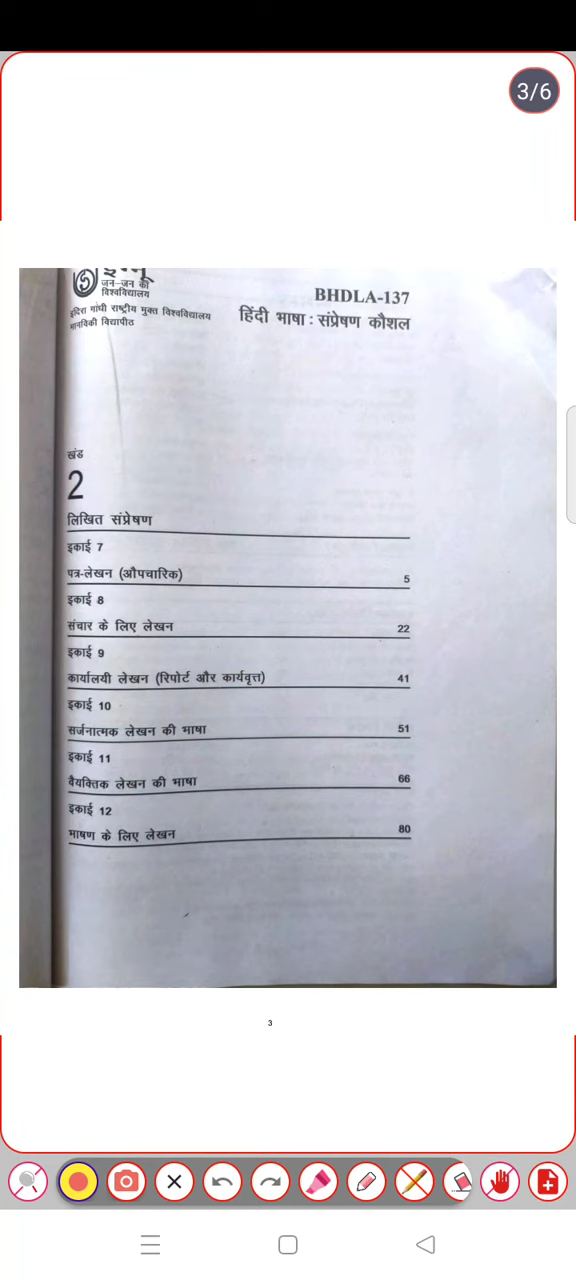 3/6
जन-जन का
विश्वविद्यालय
इंदिरा गांधी राष्ट्रीय मुक्त विश्वविद्यालय
मानविकी विद्यापीठ
BHDLA-137
हिंदी भाषा : संप्रेषण कौशल
खंड
2
लिखित संप्रेषण
इकाई 7
पत्र-लेखन (औपचारिक) 5
इकाई 8
संचार के लिए लेखन 22
इकाई 9
कार्यालयी लेखन (रिपोर्ट और कार्यवृत्त) 41
इकाई 10
सर्जनात्मक लेखन की भाषा 51
इकाई 11
वैयक्तिक लेखन की भाषा 66
इकाई 12
भाषण के लिए लेखन 80
3